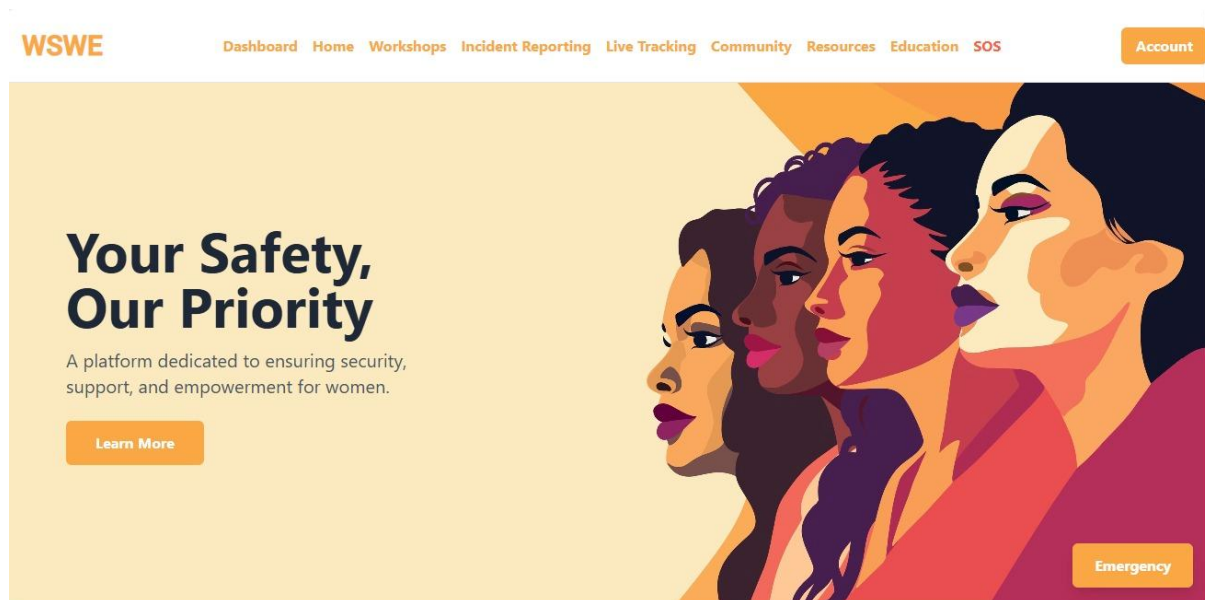 WSWE
Dashboard Home Workshops Incident Reporting Live Tracking Community Resources Education SOS
Account
Your Safety,
Our Priority
A platform dedicated to ensuring security,
support, and empowerment for women.
Learn More
Emergency